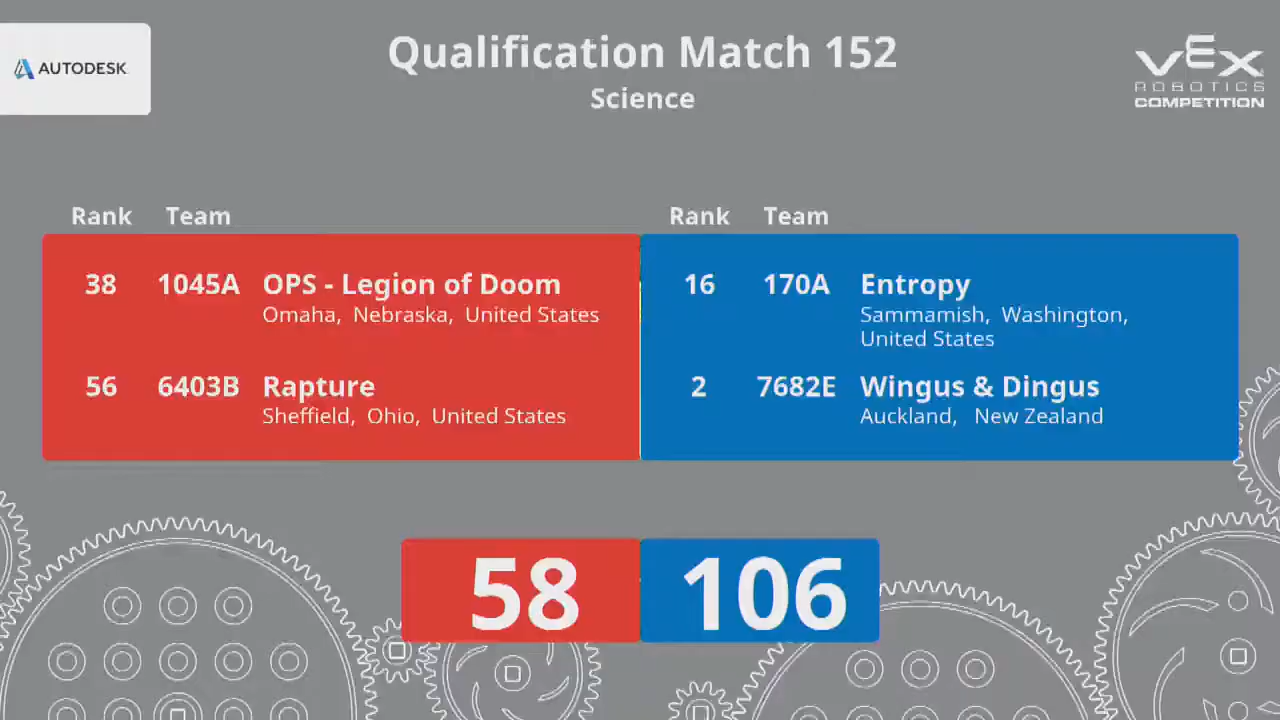 AUTODESK
Qualification Match 152
Science
VEX
ROBOTICS
COMPETITION
Rank Team
38 1045A OPS - Legion of Doom
Omaha, Nebraska, United States
56 6403B Rapture
Sheffield, Ohio, United States
Rank Team
16 170A Entropy
Sammamish, Washington,
United States
2 7682E Wingus & Dingus
Auckland, New Zealand
58
106